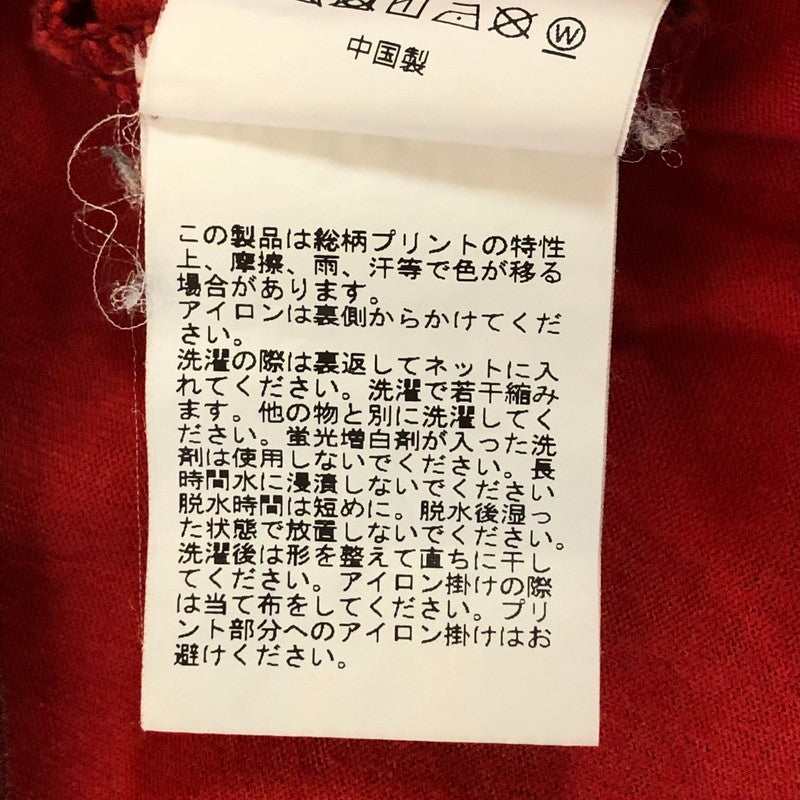 W
中国製
この製品は総柄プリントの特性
上、摩擦、雨、汗等で色が移る
場合があります。
アイロンは裏側からかけてくだ
さい。
洗濯の際は裏返してネットに入
れてください。洗濯で若干縮み
ます。他の物と別に洗濯してく
ださい。蛍光増白剤が入った洗
剤は使用しないでください。長
時間水に浸漬しないでください
脱水時間は短めに。脱水後湿っ
た状態で放置しないでください。
洗濯後は形を整えて直ちに干し
てください。アイロン掛けの際
は当て布をしてください。プリ
ント部分へのアイロン掛けはお
避けください。